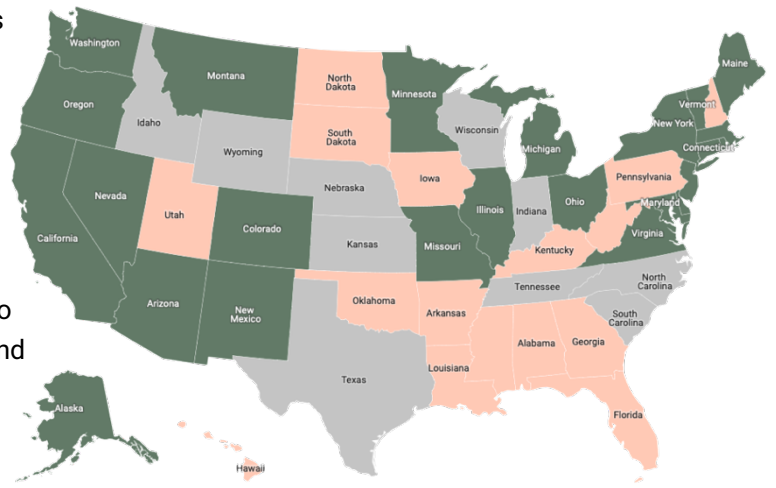 s
Washington
Maine
Montana
North
Dakota
Minnesota
Vermont
Oregon
New York
Idaho
Wisconsin
South
Dakota
Michigan
Connecticut
Wyoming
Pennsylvania
Iowa
Nebraska
Nevada
Ohio
Maryland
Illinois
Indiana
Utah
Colorado
Virginia
California
Kansas
Missouri
Kentucky
North
Carolina
Tennessee
Arizona
Oklahoma
New
Mexico
Arkansas
South
Carolina
o
nd
Alabama
Georgia
Louisiana
Texas
Alaska
Florida
Hawaii